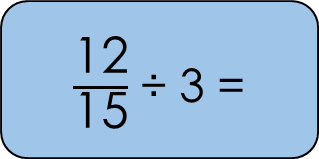 12/15 ÷ 3 =